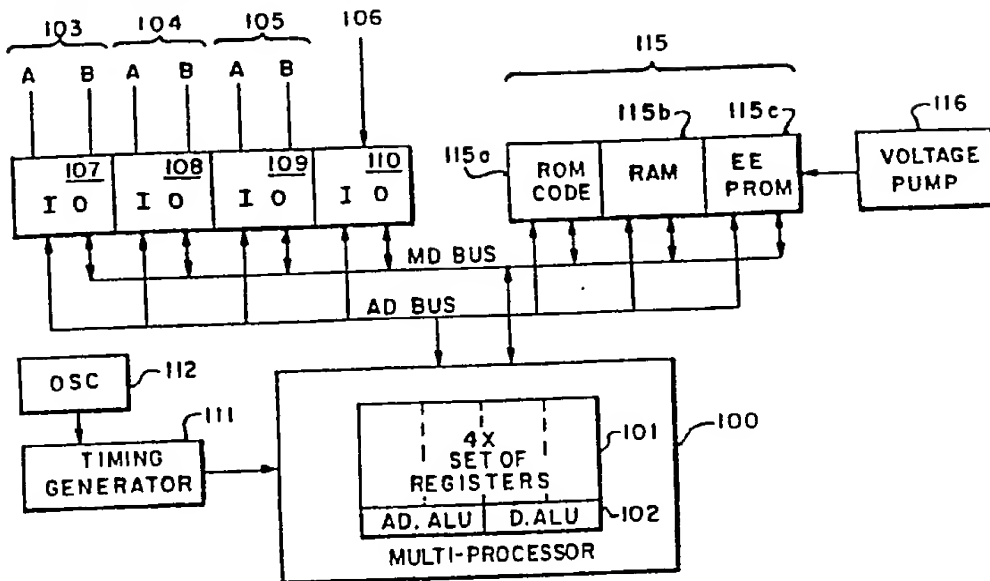 103 104 105 106
A B A B A B
107 108 109 110
I O I O I O I O
115
115a 115b 115c
ROM CODE
RAM
EE PROM
116
VOLTAGE PUMP
MD BUS
AD BUS
OSC
112
111
TIMING GENERATOR
4X
SET OF
REGISTERS
101
100
AD. ALU D. ALU
102
MULTI-PROCESSOR